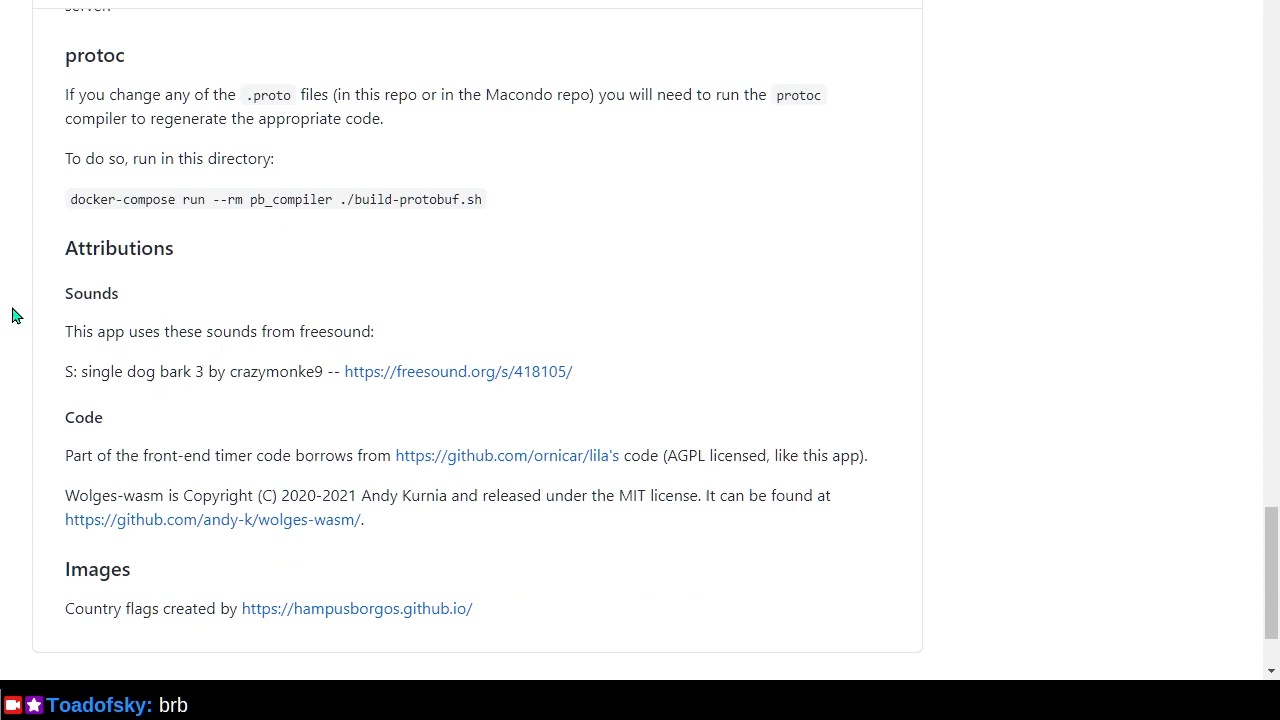 protoc
If you change any of the .proto files (in this repo or in the Macondo repo) you will need to run the protoc
compiler to regenerate the appropriate code.
To do so, run in this directory:
docker-compose run --rm pb_compiler ./build-protobuf.sh
Attributions
Sounds
This app uses these sounds from freesound:
S: single dog bark 3 by crazymonke9 -- https://freesound.org/s/418105/
Code
Part of the front-end timer code borrows from https://github.com/ornicar/lila's code (AGPL licensed, like this app).
Wolges-wasm is Copyright (C) 2020-2021 Andy Kurnia and released under the MIT license. It can be found at
https://github.com/andy-k/wolges-wasm/.
Images
Country flags created by https://hampusborgos.github.io/
Toadofsky: brb